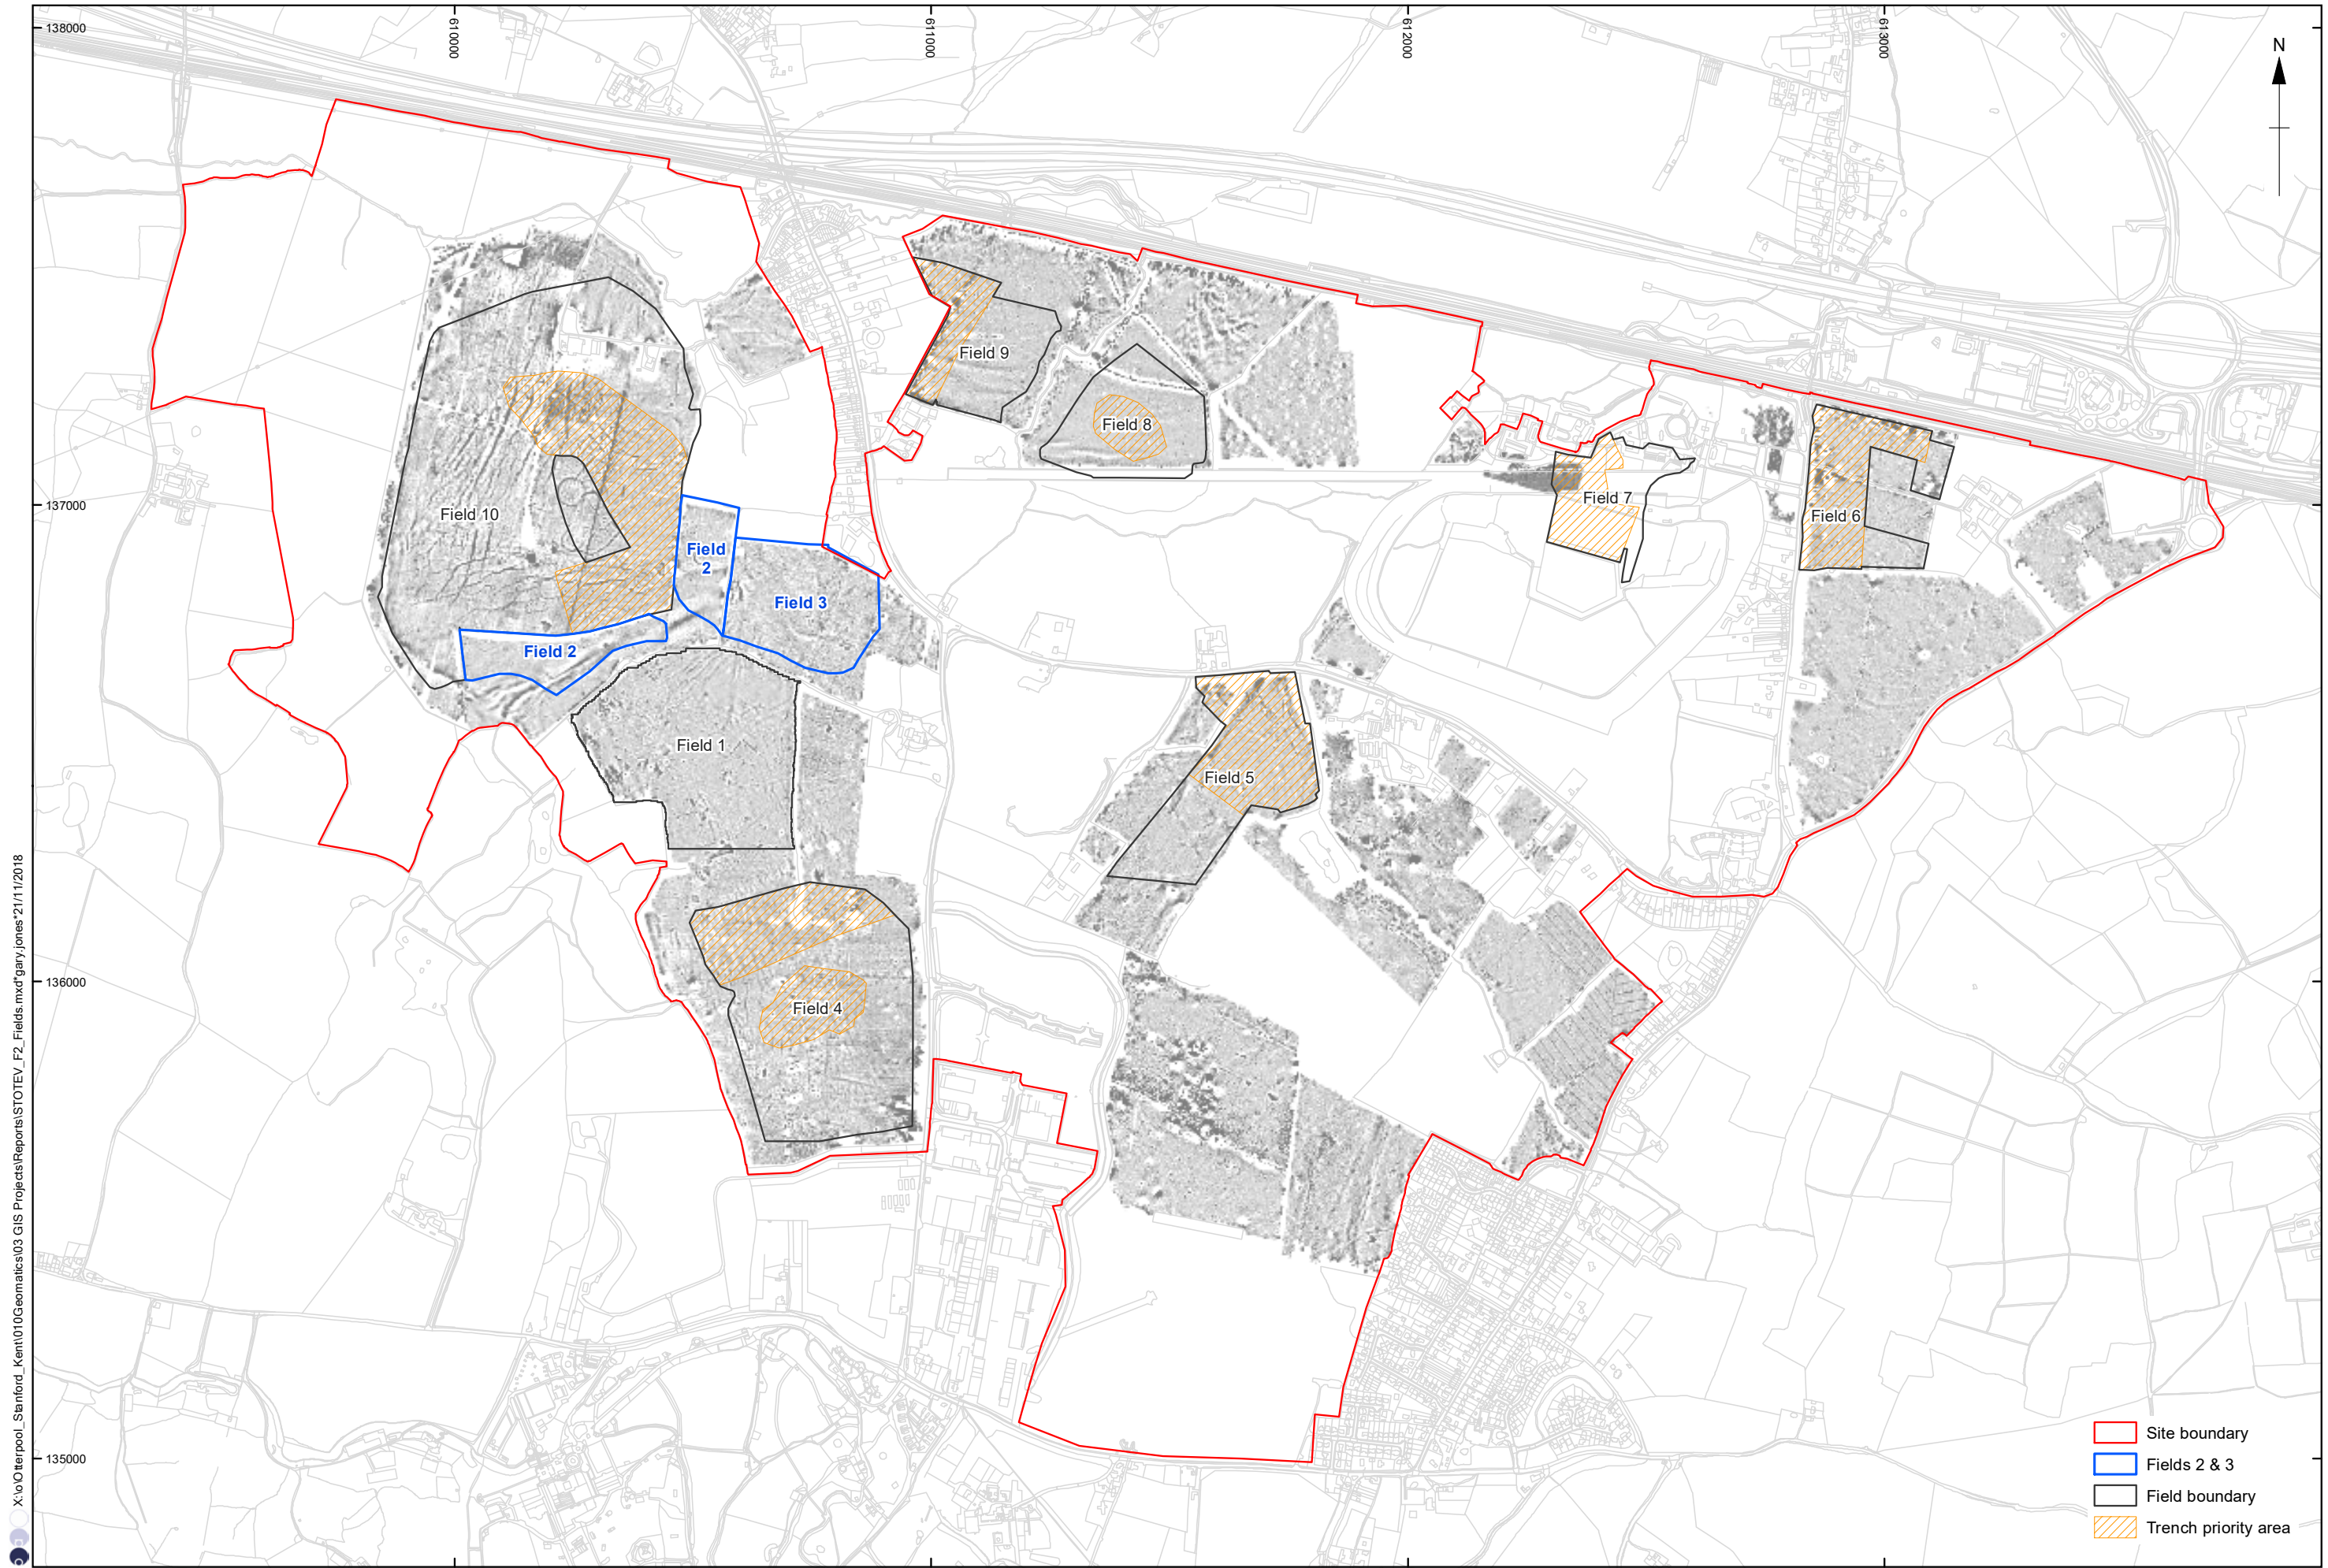 138000
610000
611000
612000
613000
N
Field 9
Field 8
Field 7
137000
Field 10
Field 6
Field
2
Field 3
Field 2
Field 1
Field 5
136000
Field 4
135000
Site boundary
Fields 2 & 3
Field boundary
Trench priority area
X:\o\Otterpool_Stanford_Kent\010Geomatics\03 GIS Projects\Reports\STOTEV_F2_Fields.mxd*gary.jones*21/11/2018